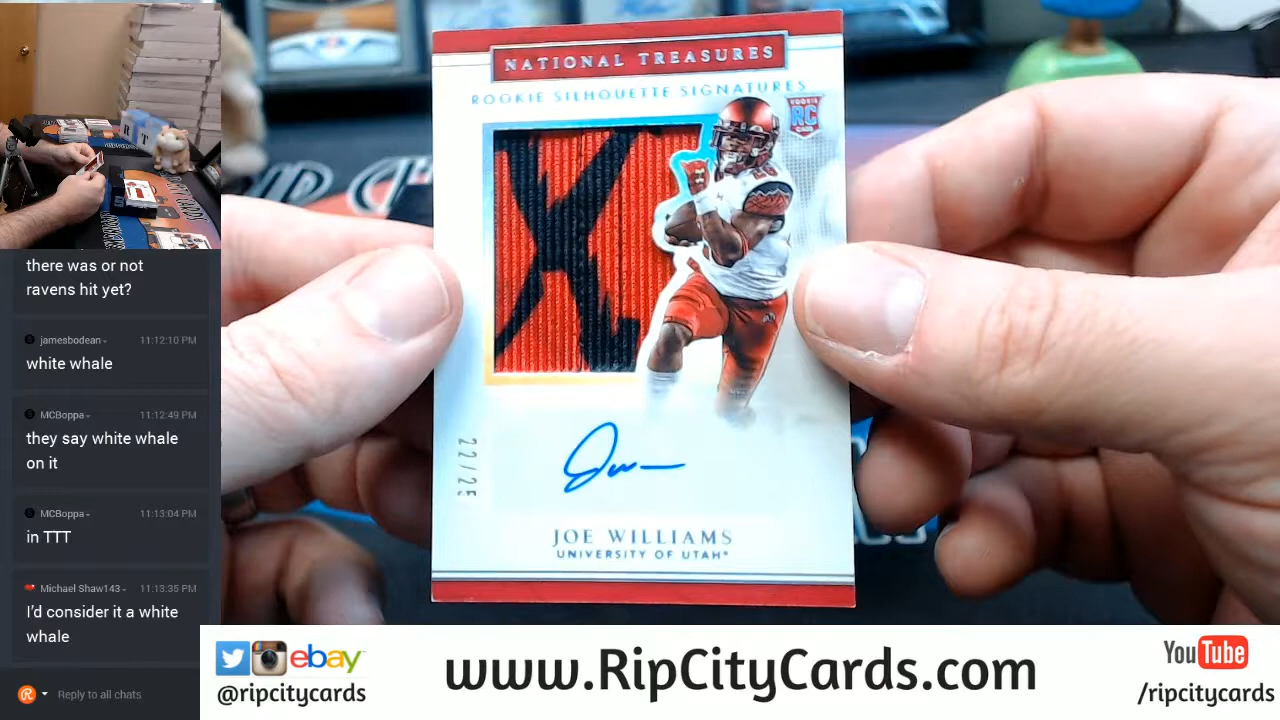 there was or not
ravens hit yet?
jamesbodean
11:12:10 PM
white whale
MCBoppa
11:12:49 PM
they say white whale
on it
MCBoppa
11:13:04 PM
in TTT
Michael Shaw143
11:13:35 PM
I'd consider it a white
whale
Reply to all chats
NATIONAL TREASURES
ROOKIE SILHOUETTE SIGNATURES
ROOKIE
RC
CARD
22/25
JOE WILLIAMS
UNIVERSITY OF UTAH®
R T
ebay
@ripcitycards
www.RipCityCards.com
YouTube
/ripcitycards